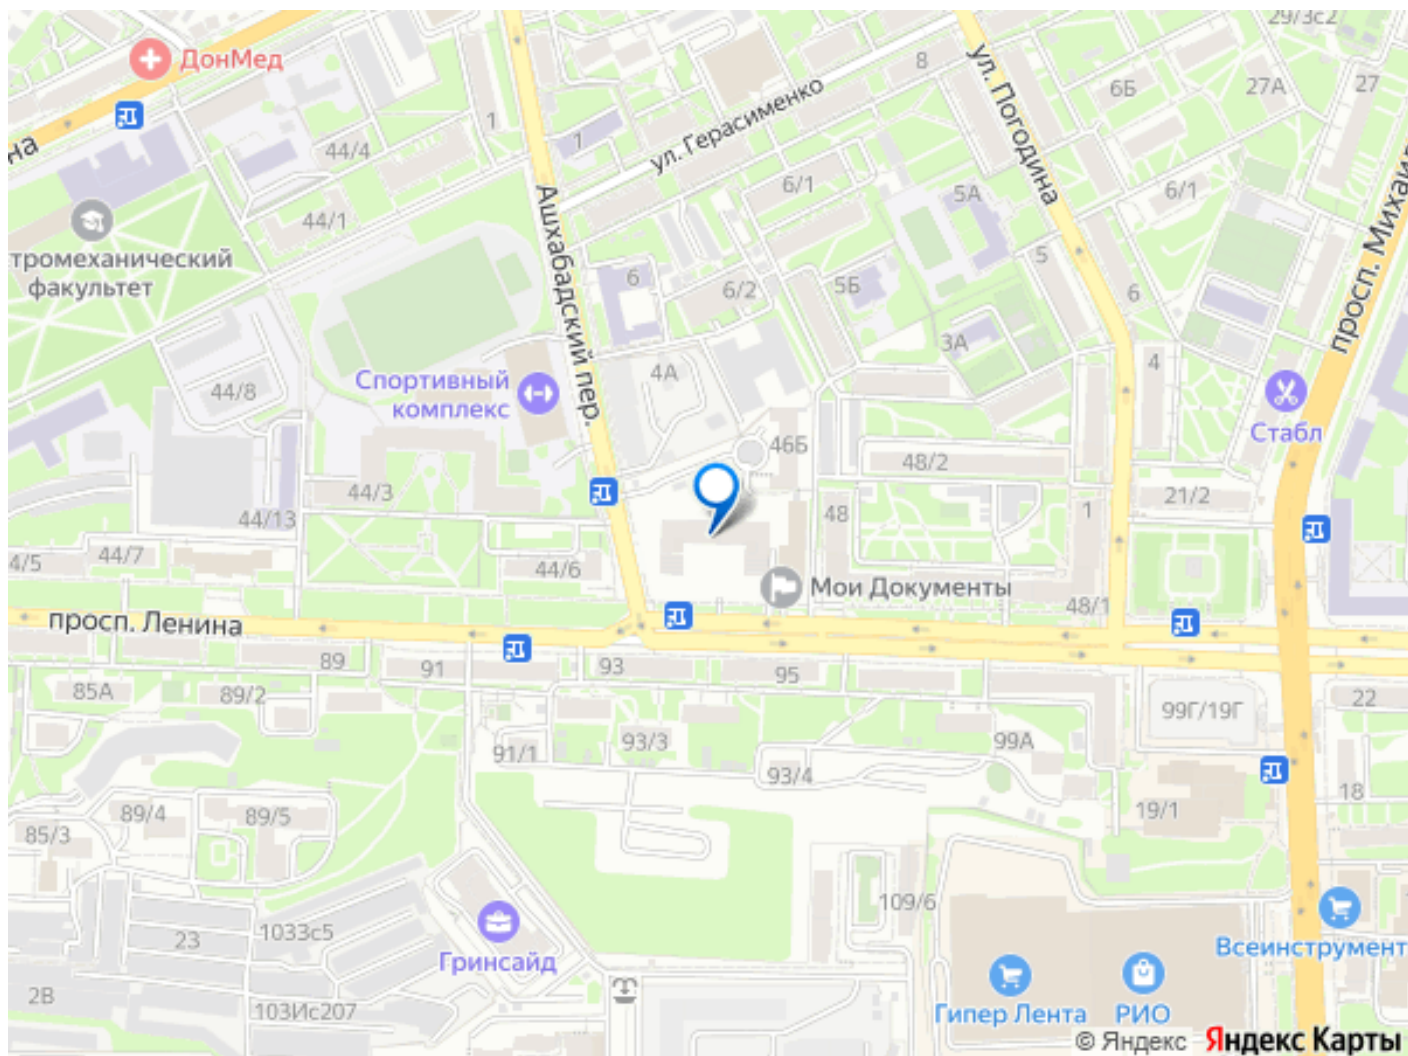 29/3с2
ДонМед
8
27
27А
6Б
ул. Погодина
ул. Герасименко
1
1
44/4
на
просп. Михаил
6/1
6/1
5А
44/1
Ашхабадский пер.
тромеханический
факультет
5
6
6/2
5Б
6
3А
4
4А
Спортивный
комплекс
44/8
Стабл
46Б
48/2
44/3
21/2
48
1
44/13
44/7
4/5
44/6
Мои Документы
48/1
просп. Ленина
89
91
93
95
85А
89/2
22
99Г/19Г
93/3
99А
91/1
93/4
18
89/4
89/5
19/1
85/3
109/6
1033с5
23
Всеинструмент
Гринсайд
2В
103Ис207
Гипер Лента
РИО
© Яндекс Яндекс Карты